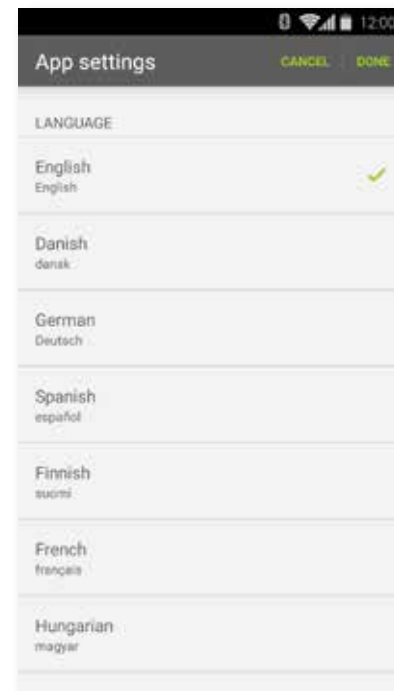 12:00
App settings CANCEL DONE
LANGUAGE
English
English
Danish
dansk
German
Deutsch
Spanish
español
Finnish
suomi
French
français
Hungarian
magyar